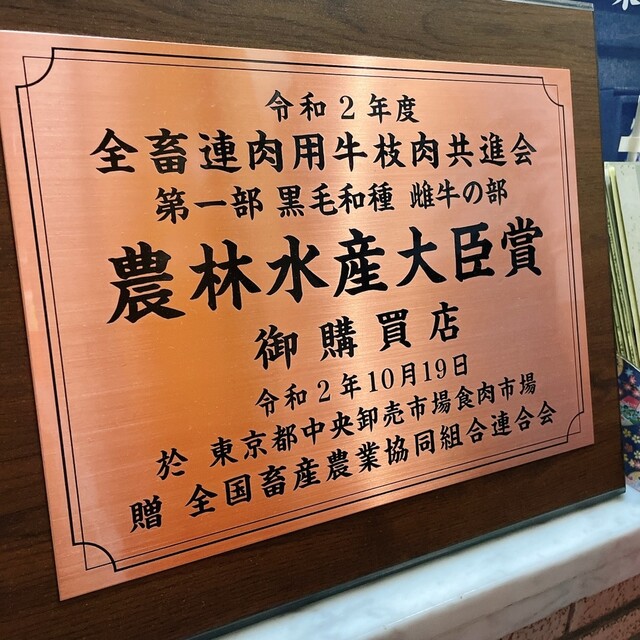 令和2年度
全畜連肉用牛枝肉共進会
第一部 黒毛和種 雌牛の部
農林水産大臣賞
御購買店
令和2年10月19日
於 東京都中央卸売市場食肉市場
贈 全国畜産農業協同組合連合会